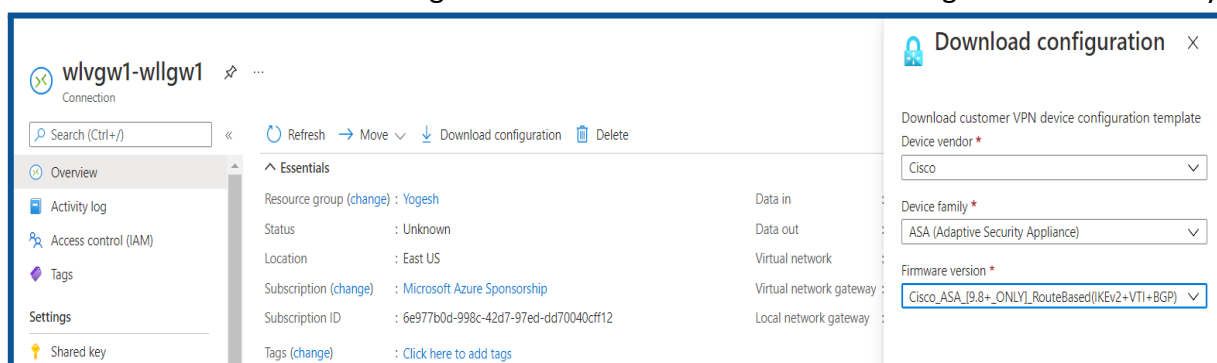 wlvgw1-wllgw1
...
Connection
Search (Ctrl+/)
«
Refresh
Move
Download configuration
Delete
Overview
Activity log
Access control (IAM)
Tags
Settings
Shared key
Essentials
Resource group (change) : Yogesh
Status : Unknown
Location : East US
Subscription (change) : Microsoft Azure Sponsorship
Subscription ID : 6e977b0d-998c-42d7-97ed-dd70040cff12
Tags (change) : Click here to add tags
Data in :
Data out :
Virtual network :
Virtual network gateway :
Local network gateway :
Download configuration
Download customer VPN device configuration template
Device vendor *
Cisco
Device family *
ASA (Adaptive Security Appliance)
Firmware version *
Cisco_ASA_[9.8+_ONLY]_RouteBased(IKEv2+VTI+BGP)